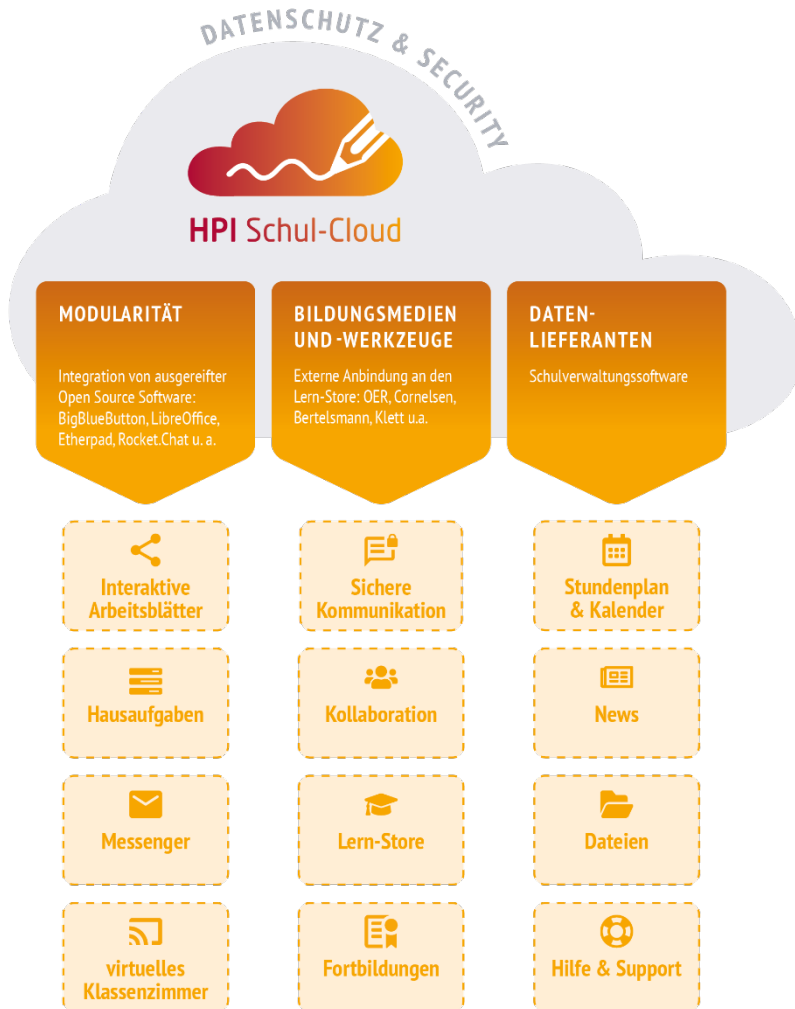 DATENSCHUTZ & SECURITY
HPI Schul-Cloud
MODULARITÄT
Integration von ausgereifter
Open Source Software:
BigBlueButton, LibreOffice,
Etherpad, Rocket.Chat u. a.
BILDUNGSMEDIEN
UND -WERKZEUGE
Externe Anbindung an den
Lern-Store: OER, Cornelsen,
Bertelsmann, Klett u.a.
DATEN-
LIEFERANTEN
Schulverwaltungssoftware
Interaktive
Arbeitsblätter
Sichere
Kommunikation
Stundenplan
& Kalender
Hausaufgaben
Kollaboration
News
Messenger
Lern-Store
Dateien
virtuelles
Klassenzimmer
Fortbildungen
Hilfe & Support